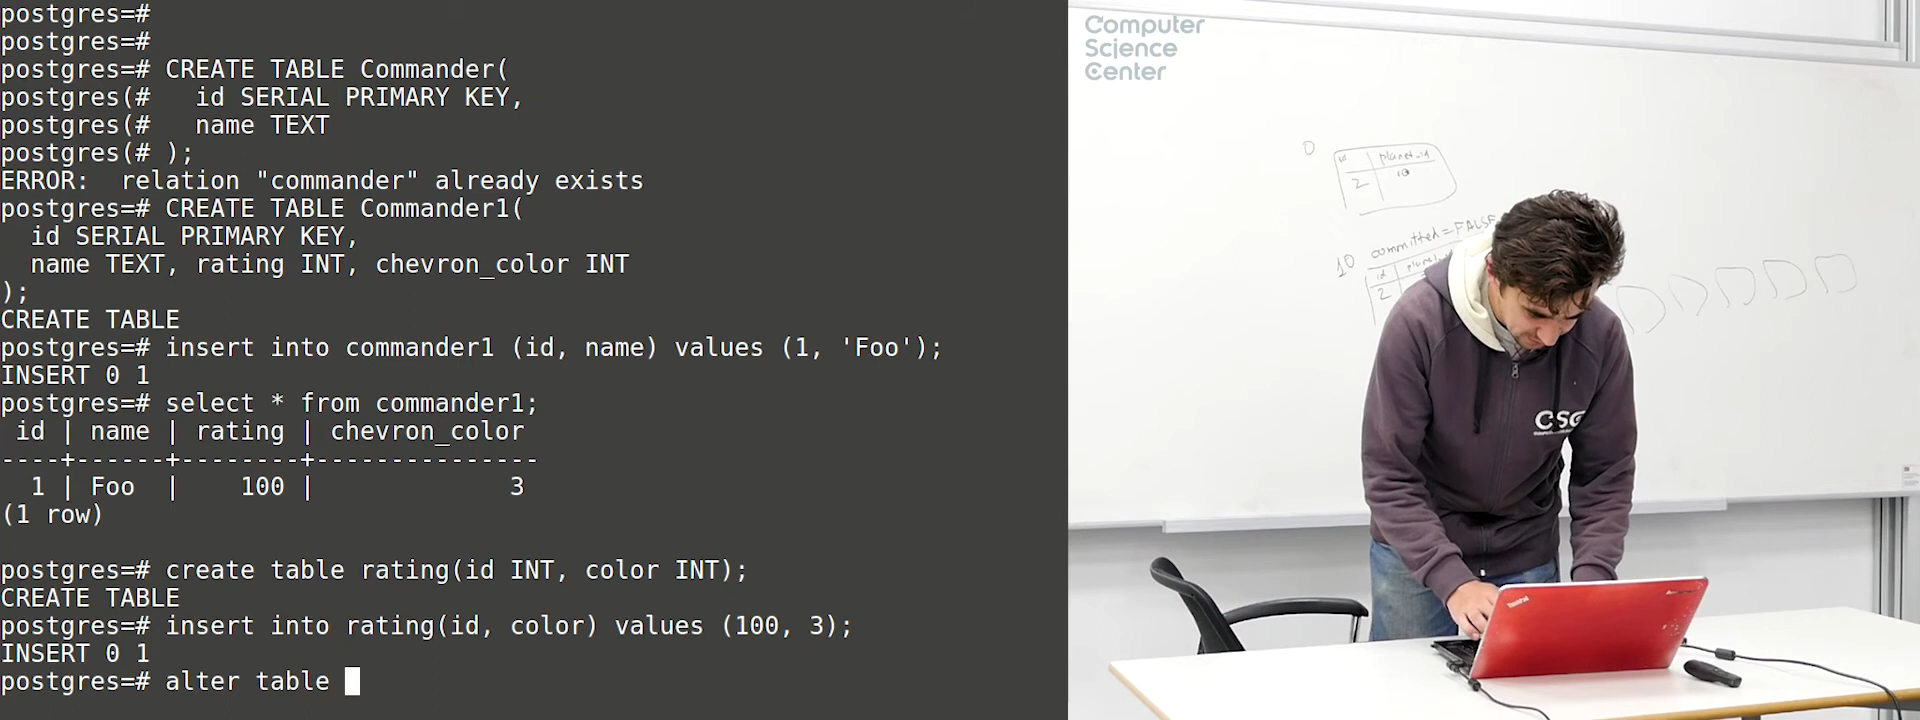 postgres=#
postgres=#
postgres=# CREATE TABLE Commander(
postgres(#   id SERIAL PRIMARY KEY,
postgres(#   name TEXT
postgres(# );
ERROR:  relation "commander" already exists
postgres=# CREATE TABLE Commander1(
  id SERIAL PRIMARY KEY,
  name TEXT, rating INT, chevron_color INT
);
CREATE TABLE
postgres=# insert into commander1 (id, name) values (1, 'Foo');
INSERT 0 1
postgres=# select * from commander1;
 id | name | rating | chevron_color
----+------+--------+---------------
  1 | Foo  |    100 |             3
(1 row)
postgres=# create table rating(id INT, color INT);
CREATE TABLE
postgres=# insert into rating(id, color) values (100, 3);
INSERT 0 1
postgres=# alter table
Computer
Science
Center
0
id planet_id
2 10
committed=FALSE
10
id
2
CSC
ThinkPad